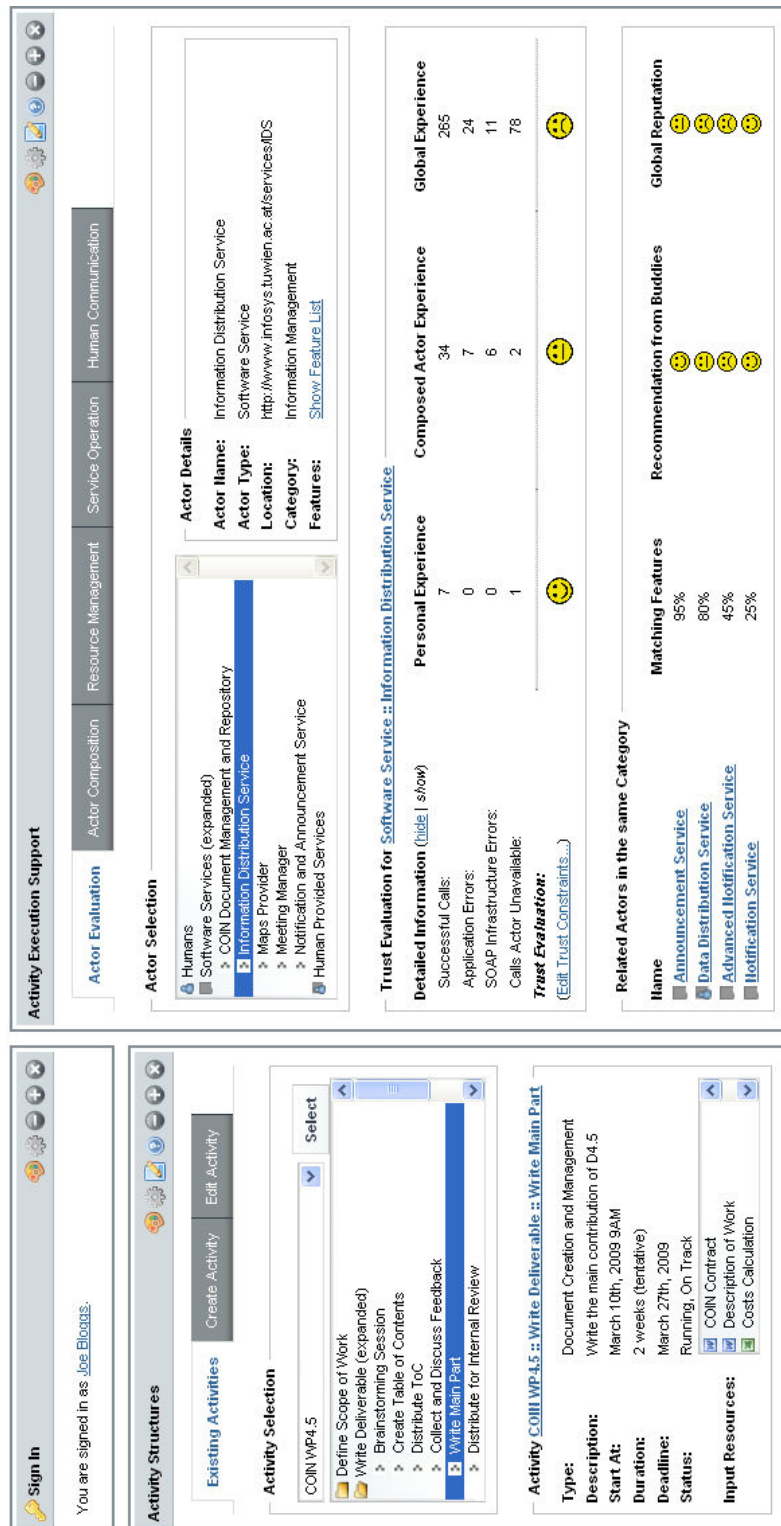 Sign In
You are signed in as Joe Bloggs.
Activity Structures
Existing Activities Create Activity Edit Activity
Activity Selection
COIN WP4.5 Select
Define Scope of Work
Write Deliverable (expanded)
Brainstorming Session
Create Table of Contents
Distribute ToC
Collect and Discuss Feedback
Write Main Part
Distribute for Internal Review
Activity COIN WP4.5 :: Write Deliverable :: Write Main Part
Type: Document Creation and Management
Description: Write the main contribution of D4.5
Start At: March 10th, 2009 9AM
Duration: 2 weeks (tentative)
Deadline: March 27th, 2009
Status: Running, On Track
Input Resources: COIN Contract
Description of Work
Costs Calculation
Activity Execution Support
Actor Evaluation Actor Composition Resource Management Service Operation Human Communication
Actor Selection
Humans
Software Services (expanded)
COIN Document Management and Repository
Information Distribution Service
Maps Provider
Meeting Manager
Notification and Announcement Service
Human Provided Services
Actor Details
Actor Name: Information Distribution Service
Actor Type: Software Service
Location: http://www.infosys.tuwien.ac.at/services/IDS
Category: Information Management
Features: Show Feature List
Trust Evaluation for Software Service :: Information Distribution Service
Detailed Information (hide | show) Personal Experience Composed Actor Experience Global Experience
Successful Calls: 7 34 265
Application Errors: 0 7 24
SOAP Infrastructure Errors: 0 6 11
Calls Actor Unavailable: 1 2 78
Trust Evaluation:
(Edit Trust Constraints...)
Related Actors in the same Category
Name Matching Features Recommendation from Buddies Global Reputation
Announcement Service 95%
Data Distribution Service 80%
Advanced Notification Service 45%
Notification Service 25%